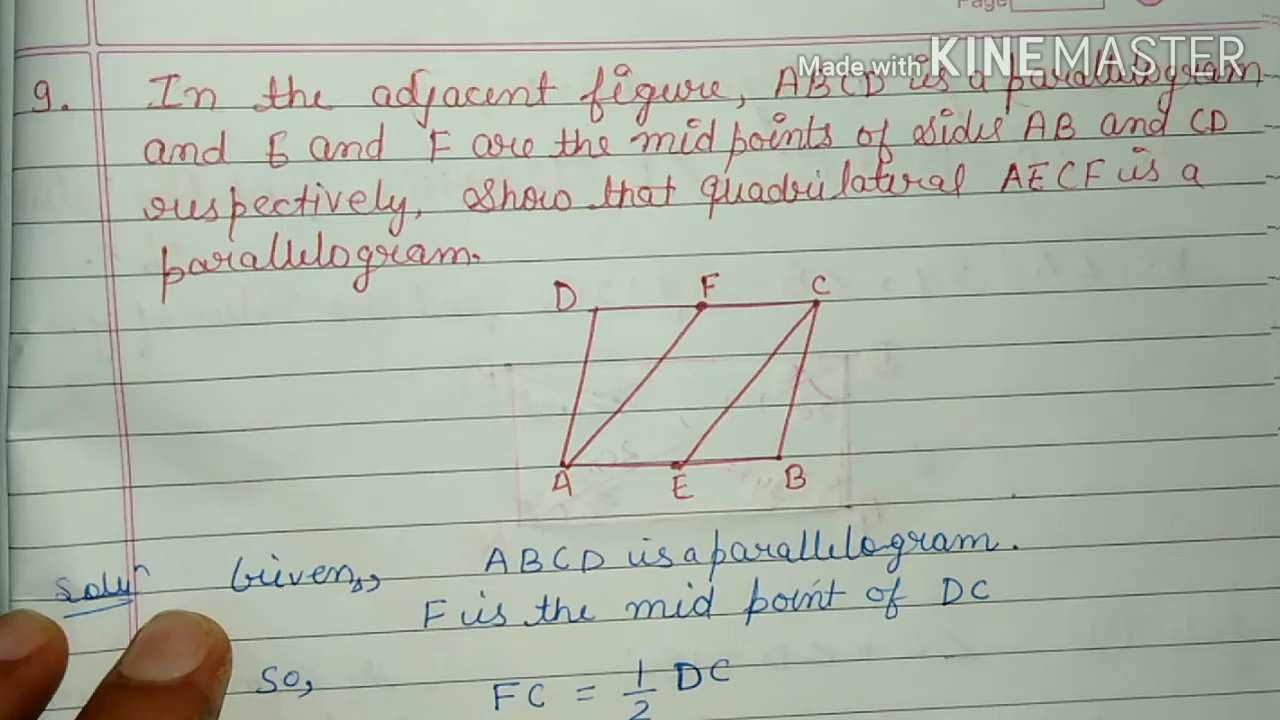 Page
Made with KINEMASTER
9. In the adjacent figure, ABCD is a parallelogram
and E and F are the mid points of sides AB and CD
respectively, show that quadrilateral AECF is a
parallelogram.
D F C
A E B
Soluⁿ Given,, ABCD is a parallelogram.
F is the mid point of DC
So, FC = 1/2 DC